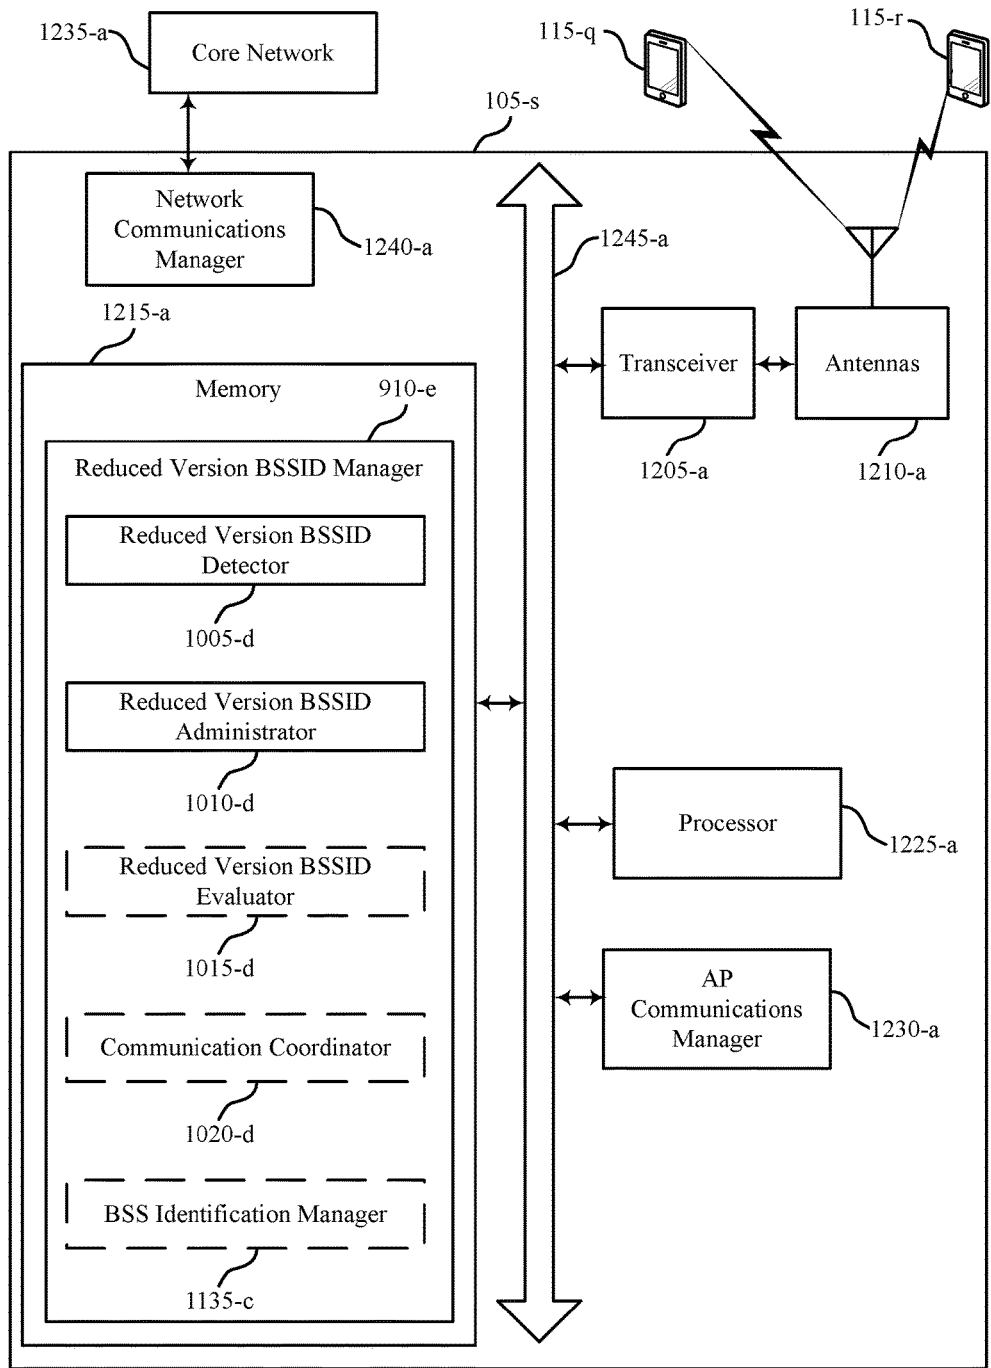 1235-a
Core Network
115-q
115-r
105-s
Network
Communications
Manager
1240-a
1245-a
1215-a
Transceiver
Antennas
1205-a
1210-a
Memory
910-e
Reduced Version BSSID Manager
Reduced Version BSSID
Detector
1005-d
Reduced Version BSSID
Administrator
1010-d
Processor
1225-a
Reduced Version BSSID
Evaluator
1015-d
AP
Communications
Manager
1230-a
Communication Coordinator
1020-d
BSS Identification Manager
1135-c